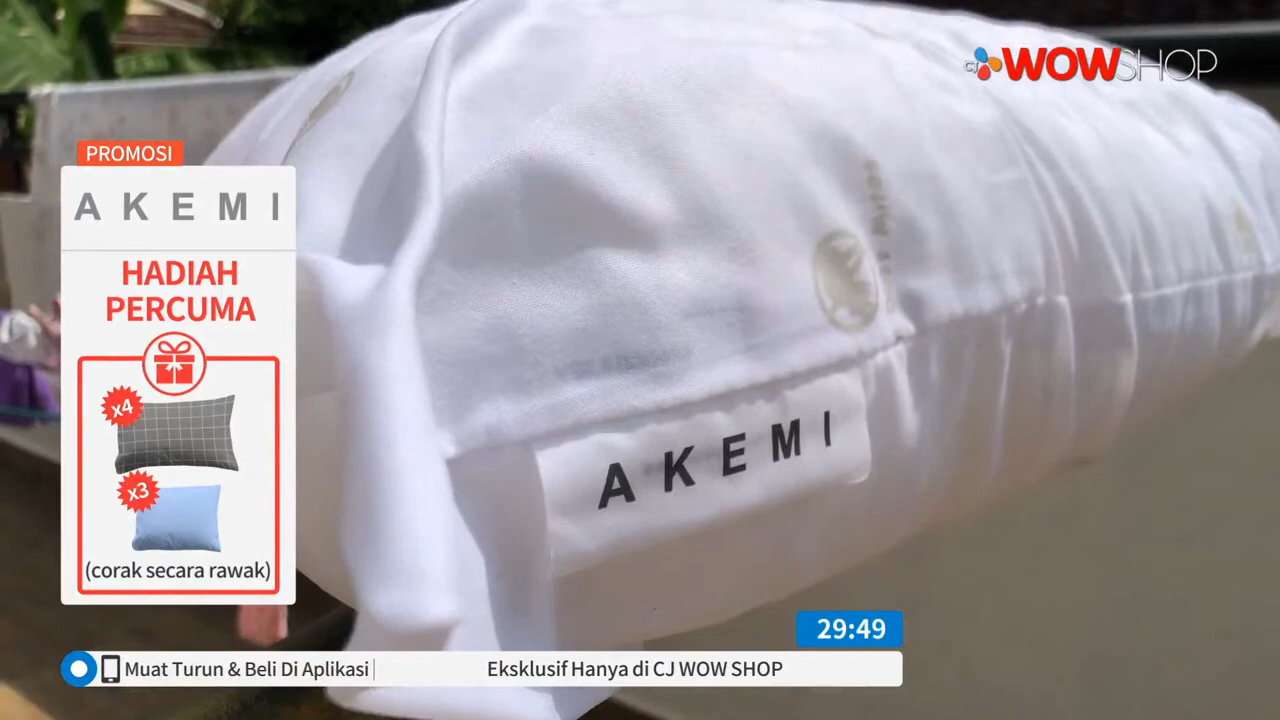 CJ WOWSHOP
PROMOSI
AKEMI
HADIAH
PERCUMA
x4
x3
(corak secara rawak)
AKEMI
29:49
Muat Turun & Beli Di Aplikasi
Eksklusif Hanya di CJ WOW SHOP